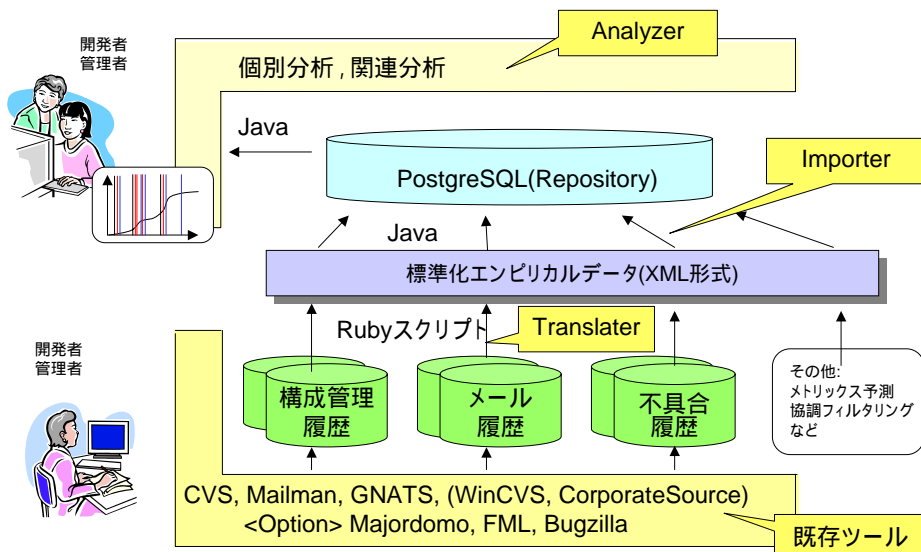 開発者
管理者
Analyzer
個別分析 , 関連分析
Java
PostgreSQL(Repository)
Importer
Java
標準化エンピリカルデータ(XML形式)
Rubyスクリプト
Translater
開発者
管理者
構成管理
履歴
メール
履歴
不具合
履歴
その他:
メトリックス予測
協調フィルタリング
など
CVS, Mailman, GNATS, (WinCVS, CorporateSource)
<Option> Majordomo, FML, Bugzilla
既存ツール